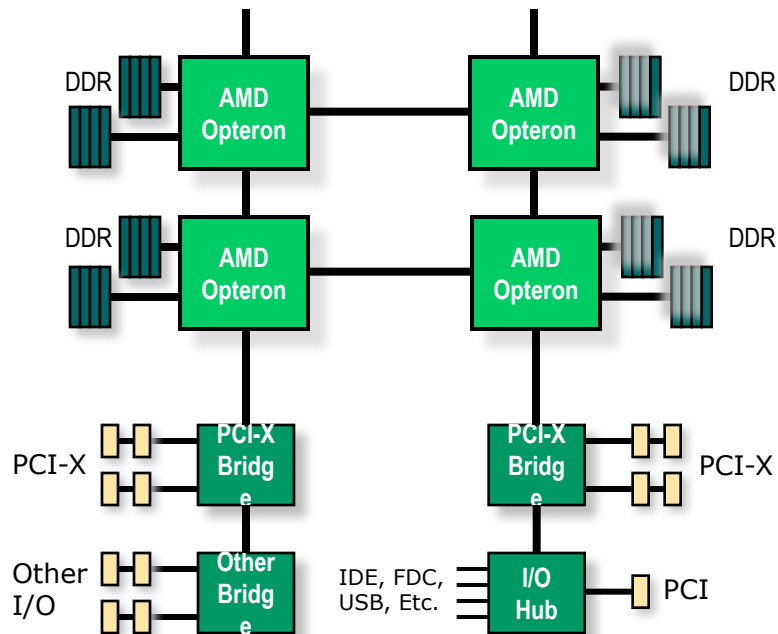 DDR
AMD
Opteron
AMD
Opteron
DDR
DDR
AMD
Opteron
AMD
Opteron
DDR
PCI-X
PCI-X
Bridg
e
PCI-X
Bridg
e
PCI-X
Other
I/O
Other
Bridg
e
IDE, FDC,
USB, Etc.
I/O
Hub
PCI